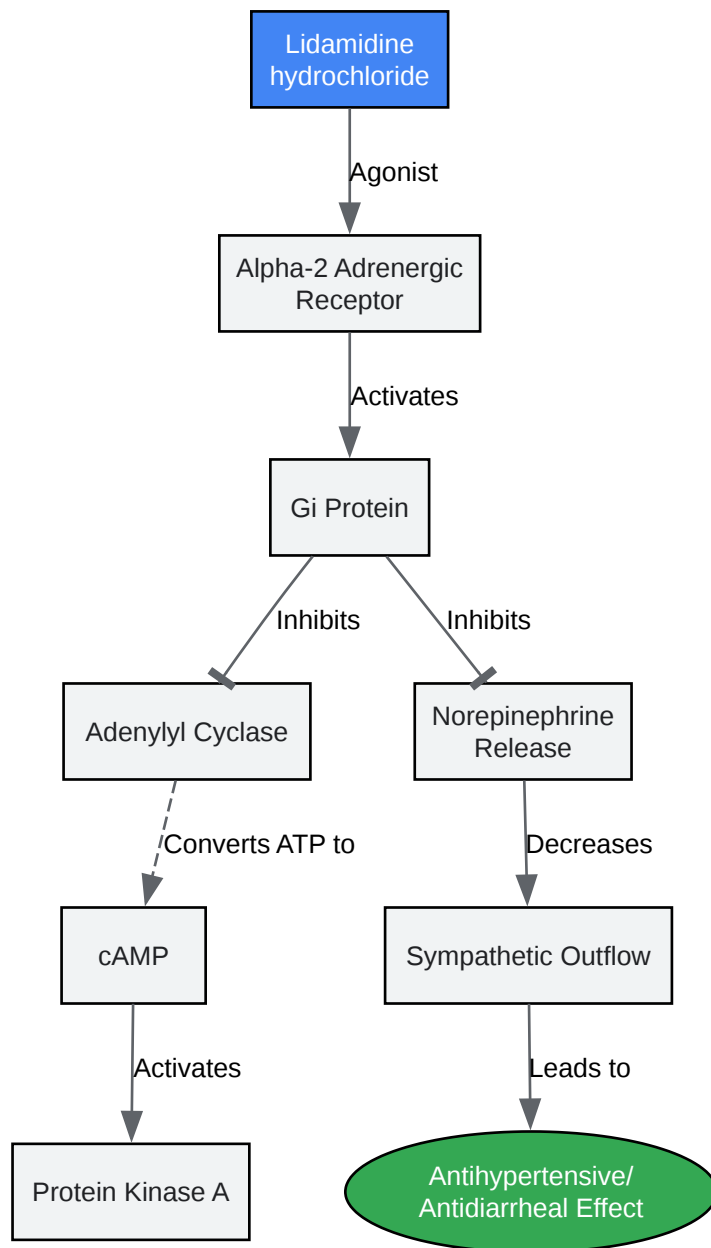 Lidamidine
hydrochloride
Agonist
Alpha-2 Adrenergic
Receptor
Activates
Gi Protein
Inhibits
Inhibits
Adenylyl Cyclase
Norepinephrine
Release
Converts ATP to
Decreases
cAMP
Sympathetic Outflow
Activates
Leads to
Protein Kinase A
Antihypertensive/
Antidiarrheal Effect